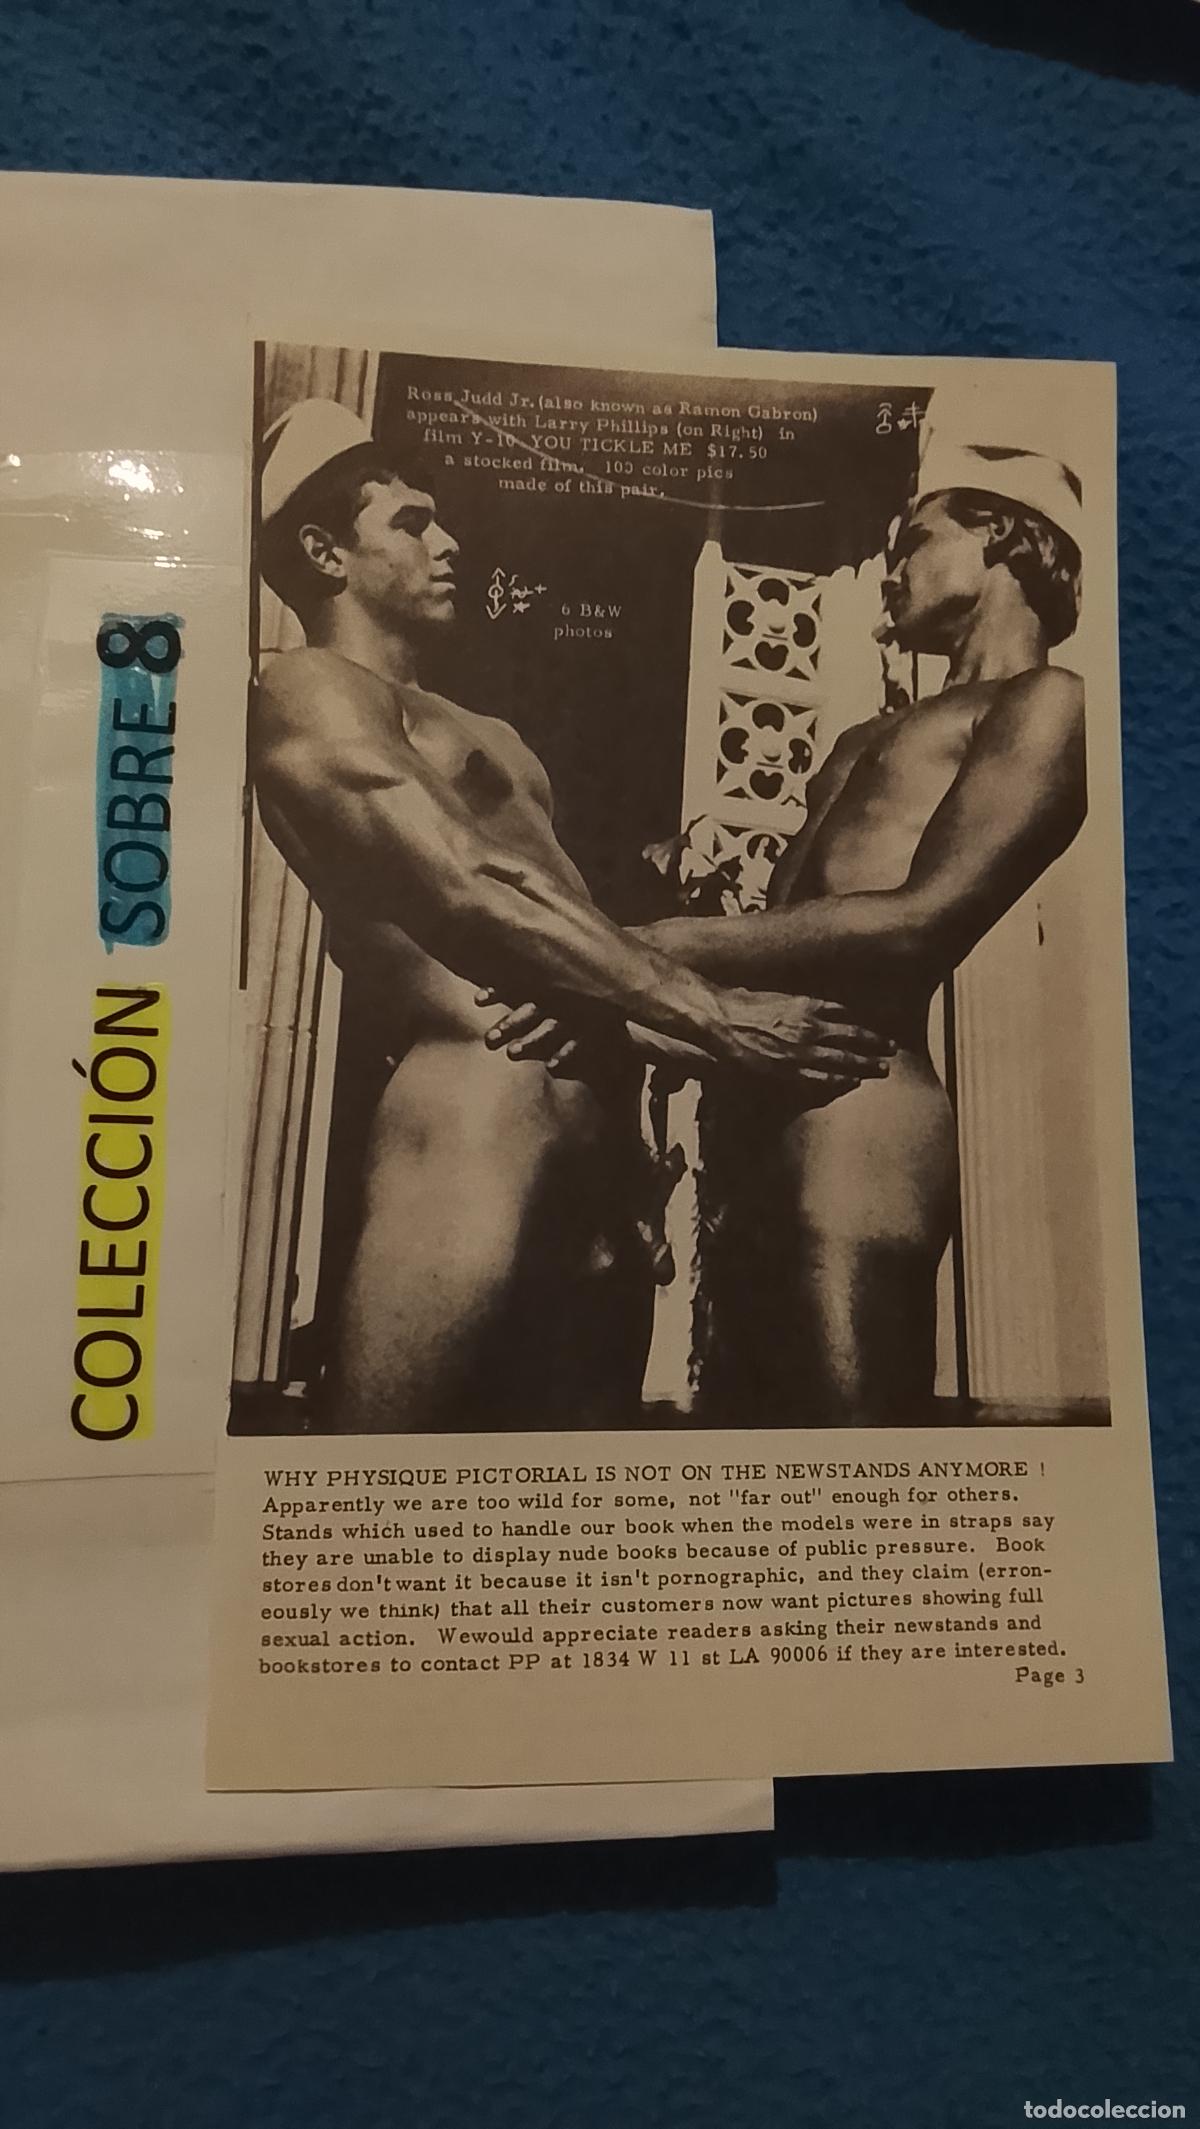 Ross Judd Jr. (also known as Ramon Gabron)
appears with Larry Phillips (on Right) in
film Y-10 YOU TICKLE ME $17.50
a stocked film. 100 color pics
made of this pair.
6 B&W
photos
COLECCIÓN SOBRE 8
WHY PHYSIQUE PICTORIAL IS NOT ON THE NEWSTANDS ANYMORE !
Apparently we are too wild for some, not "far out" enough for others.
Stands which used to handle our book when the models were in straps say
they are unable to display nude books because of public pressure. Book
stores don't want it because it isn't pornographic, and they claim (erron-
eously we think) that all their customers now want pictures showing full
sexual action. Wewould appreciate readers asking their newstands and
bookstores to contact PP at 1834 W 11 st LA 90006 if they are interested.
Page 3
todocoleccion